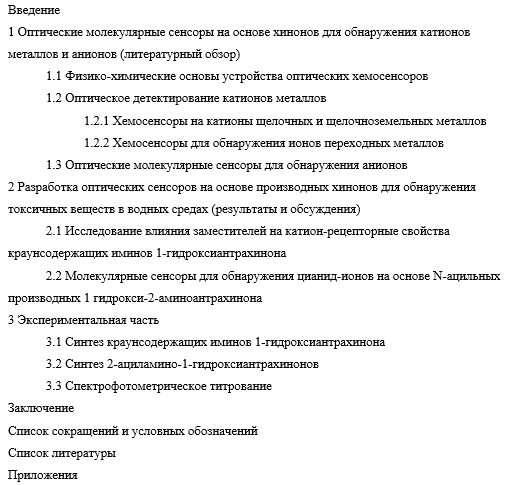 Введение
1 Оптические молекулярные сенсоры на основе хинонов для обнаружения катионов
металлов и анионов (литературный обзор)
1.1 Физико-химические основы устройства оптических хемосенсоров
1.2 Оптическое детектирование катионов металлов
1.2.1 Хемосенсоры на катионы щелочных и щелочноземельных металлов
1.2.2 Хемосенсоры для обнаружения ионов переходных металлов
1.3 Оптические молекулярные сенсоры для обнаружения анионов
2 Разработка оптических сенсоров на основе производных хинонов для обнаружения
токсичных веществ в водных средах (результаты и обсуждения)
2.1 Исследование влияния заместителей на катион-рецепторные свойства
краунсодержащих иминов 1-гидроксиантрахинона
2.2 Молекулярные сенсоры для обнаружения цианид-ионов на основе N-ацильных
производных 1 гидрокси-2-аминоантрахинона
3 Экспериментальная часть
3.1 Синтез краунсодержащих иминов 1-гидроксиантрахинона
3.2 Синтез 2-ациламино-1-гидроксиантрахинонов
3.3 Спектрофотометрическое титрование
Заключение
Список сокращений и условных обозначений
Список литературы
Приложения